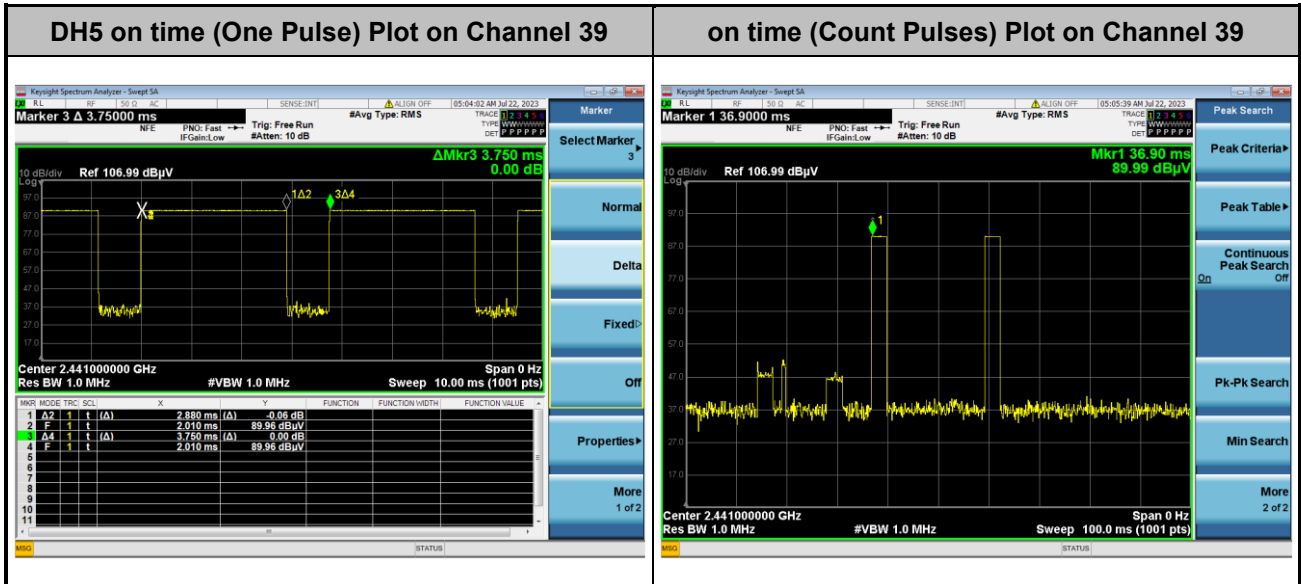 DH5 on time (One Pulse) Plot on Channel 39
on time (Count Pulses) Plot on Channel 39
Keysight Spectrum Analyzer - Swept SA
RL RF 50 Ω AC SENSE:INT ALIGN OFF 05:04:02 AM Jul 22, 2023
Marker 3 Δ 3.75000 ms
NFE PNO: Fast Trig: Free Run #Avg Type: RMS TRACE 1 2 3 4 5 6
IFGain:Low #Atten: 10 dB TYPE WWWWWW
DET P P P P P P
ΔMkr3 3.750 ms
0.00 dB
10 dB/div Ref 106.99 dBµV
Log
97.0
87.0
77.0
67.0
57.0
47.0
37.0
27.0
17.0
1Δ2
3Δ4
Center 2.441000000 GHz Span 0 Hz
Res BW 1.0 MHz #VBW 1.0 MHz Sweep 10.00 ms (1001 pts)
MKR MODE TRC SCL X Y FUNCTION FUNCTION WIDTH FUNCTION VALUE
1 Δ2 1 t (Δ) 2.880 ms (Δ) -0.06 dB
2 F 1 t 2.010 ms 89.96 dBµV
3 Δ4 1 t (Δ) 3.750 ms (Δ) 0.00 dB
4 F 1 t 2.010 ms 89.96 dBµV
5
6
7
8
9
10
11
MSG STATUS
Marker
Select Marker
3
Normal
Delta
Fixed
Off
Properties
More
1 of 2
Keysight Spectrum Analyzer - Swept SA
RL RF 50 Ω AC SENSE:INT ALIGN OFF 05:05:39 AM Jul 22, 2023
Marker 1 36.9000 ms
NFE PNO: Fast Trig: Free Run #Avg Type: RMS TRACE 1 2 3 4 5 6
IFGain:Low #Atten: 10 dB TYPE WWWWWW
DET P P P P P P
Mkr1 36.90 ms
89.99 dBµV
10 dB/div Ref 106.99 dBµV
Log
97.0
87.0
77.0
67.0
57.0
47.0
37.0
27.0
17.0
1
Center 2.441000000 GHz Span 0 Hz
Res BW 1.0 MHz #VBW 1.0 MHz Sweep 100.0 ms (1001 pts)
MSG STATUS
Peak Search
Peak Criteria
Peak Table
Continuous
Peak Search
On Off
Pk-Pk Search
Min Search
More
2 of 2